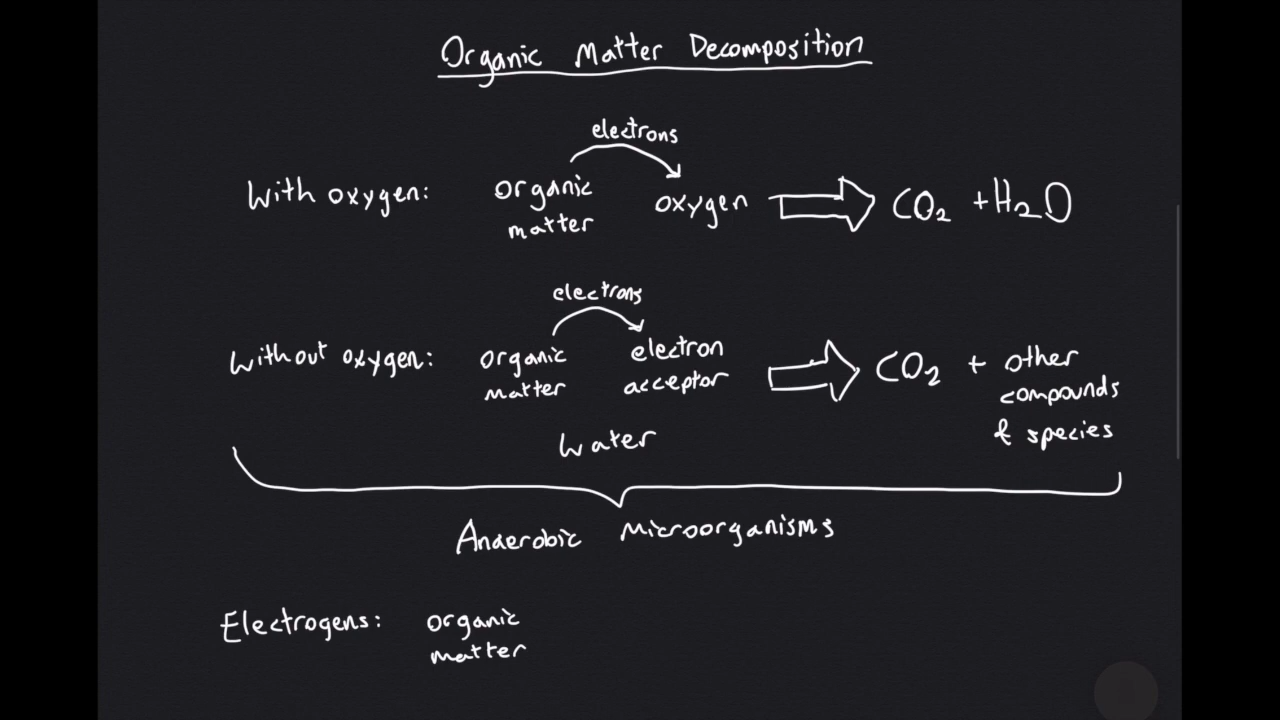 Organic Matter Decomposition
electrons
With oxygen: organic matter oxygen CO₂ + H₂O
electrons
Without oxygen: organic matter electron acceptor CO₂ + other compounds & species
Water
Anaerobic Microorganisms
Electrogens: organic matter